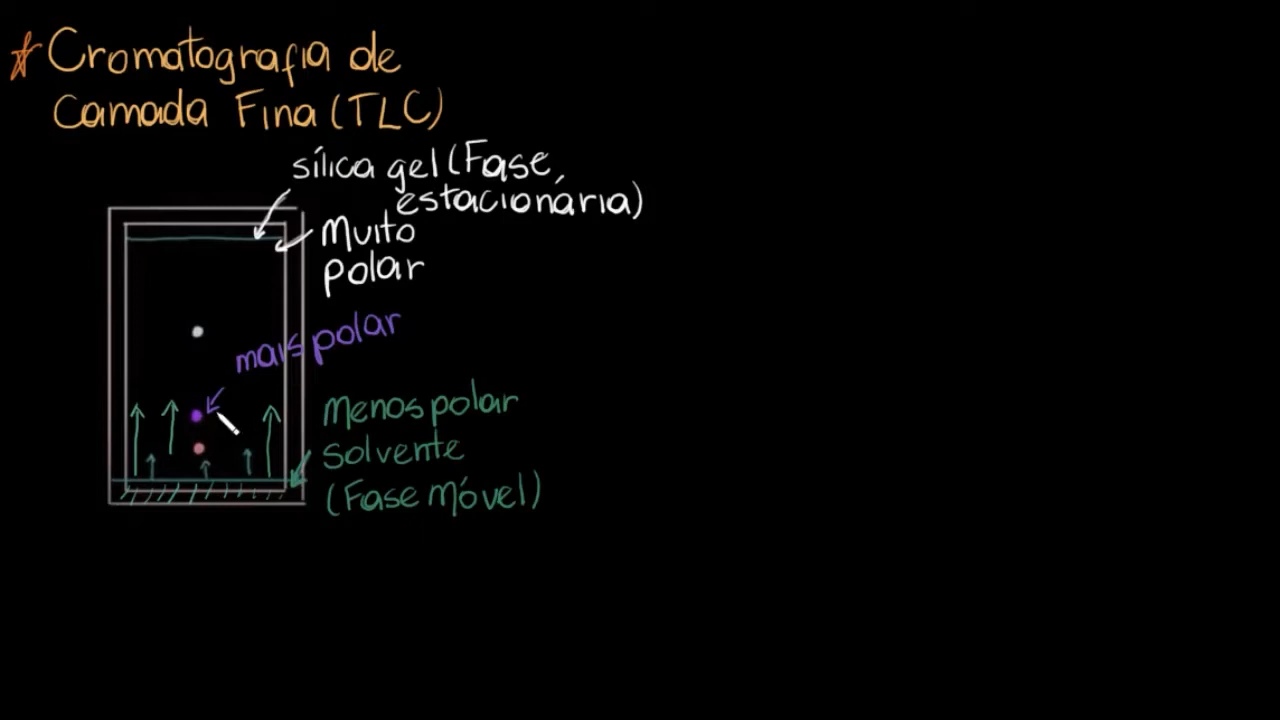 Cromatografia de
Camada Fina (TLC)
sílica gel (Fase
estacionária)
Muito
polar
mais polar
Menos polar
solvente
(Fase móvel)